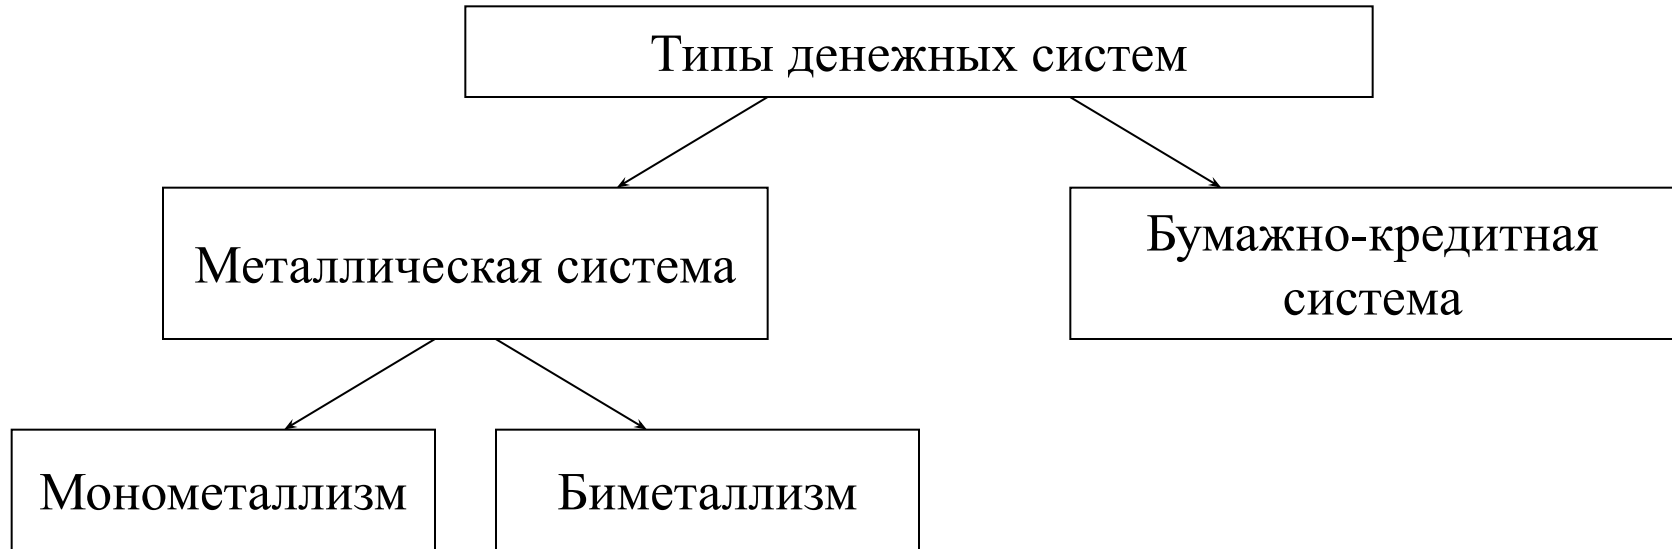 Типы денежных систем
Металлическая система
Бумажно-кредитная
система
Монометаллизм
Биметаллизм